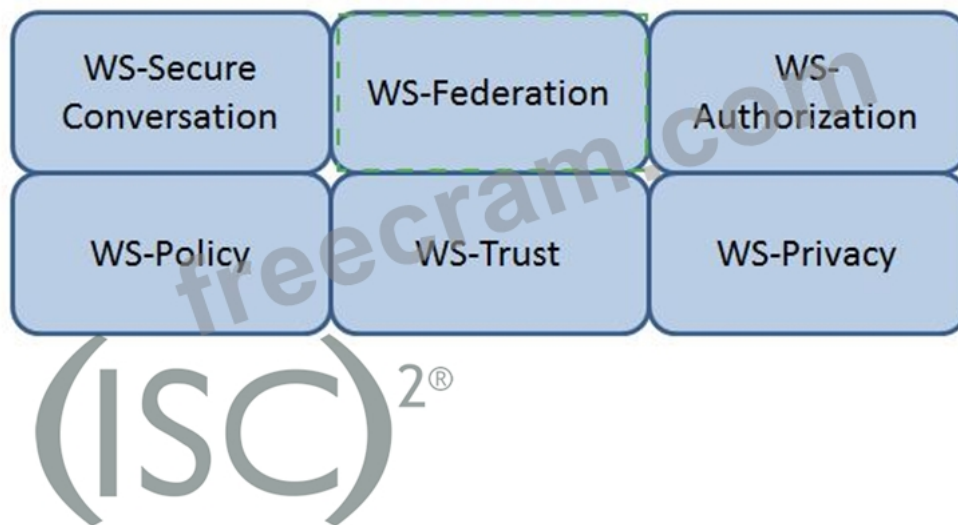 WS-Secure
Conversation
WS-Federation
WS-
Authorization
WS-Policy
WS-Trust
WS-Privacy
freecram.com
(ISC)2®